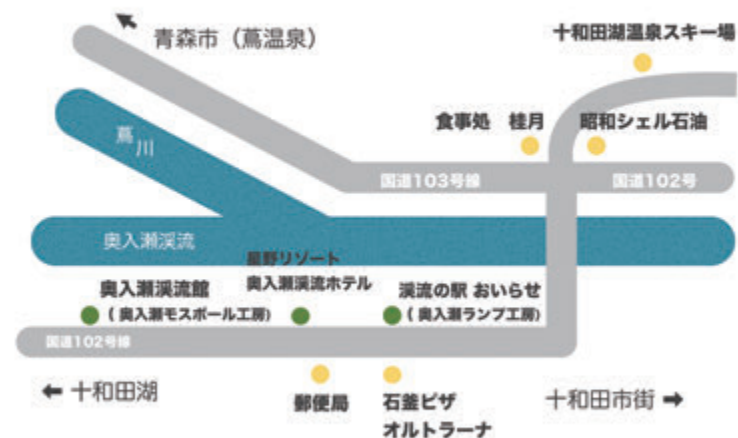 青森市（蔦温泉）
十和田湖温泉スキー場
食事処 桂月
昭和シェル石油
蔦川
国道103号線
国道102号
奥入瀬渓流
星野リゾート
奥入瀬渓流ホテル
奥入瀬渓流館
（奥入瀬モスボール工房）
渓流の駅 おいらせ
（奥入瀬ランプ工房）
国道102号線
← 十和田湖
郵便局
石釜ピザ
オルトラーナ
十和田市街 →